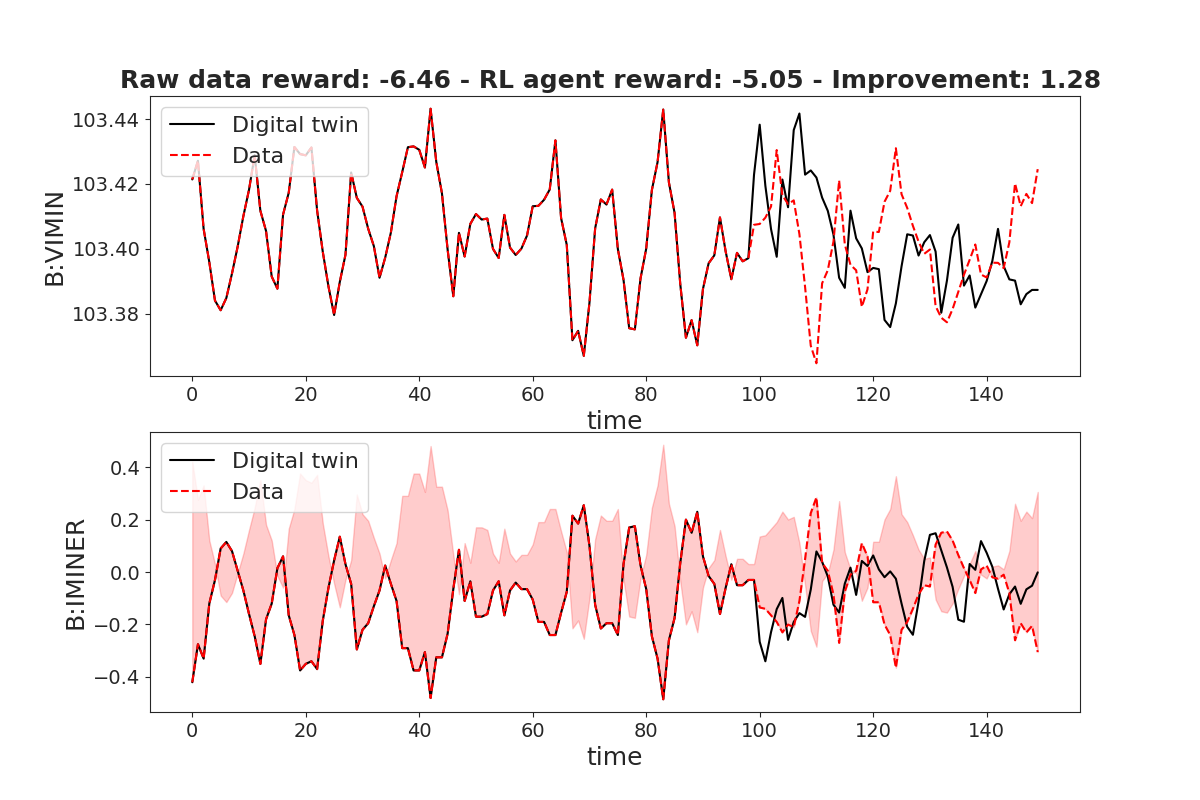 Raw data reward: -6.46 - RL agent reward: -5.05 - Improvement: 1.28
Digital twin
Data
B:VIMIN
103.44
103.42
103.40
103.38
0 20 40 60 80 100 120 140
time
Digital twin
Data
B:IMINER
0.4
0.2
0.0
−0.2
−0.4
0 20 40 60 80 100 120 140
time